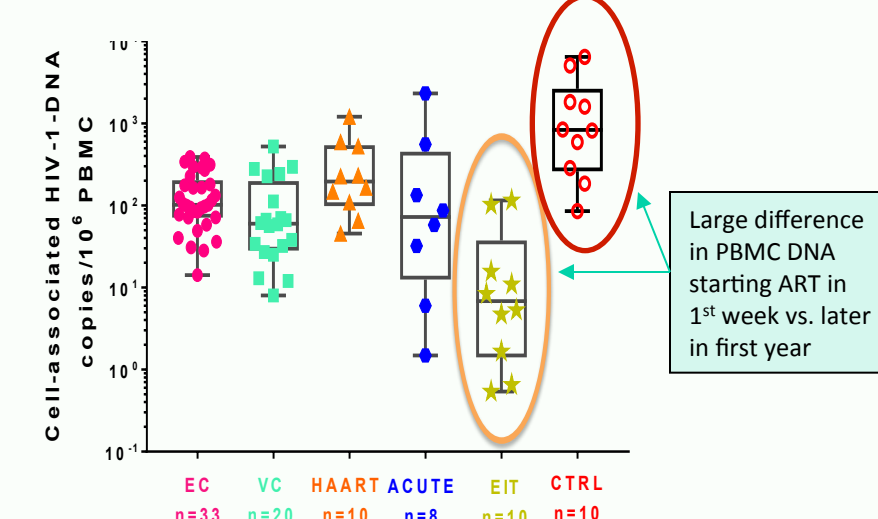 Cell-associated HIV-1-DNA
copies/10⁶ PBMC
10³
10²
10¹
10⁰
10⁻¹
EC
VC
HAART
ACUTE
EIT
CTRL
n=33
n=20
n=10
n=8
n=10
n=10
Large difference
in PBMC DNA
starting ART in
1st week vs. later
in first year